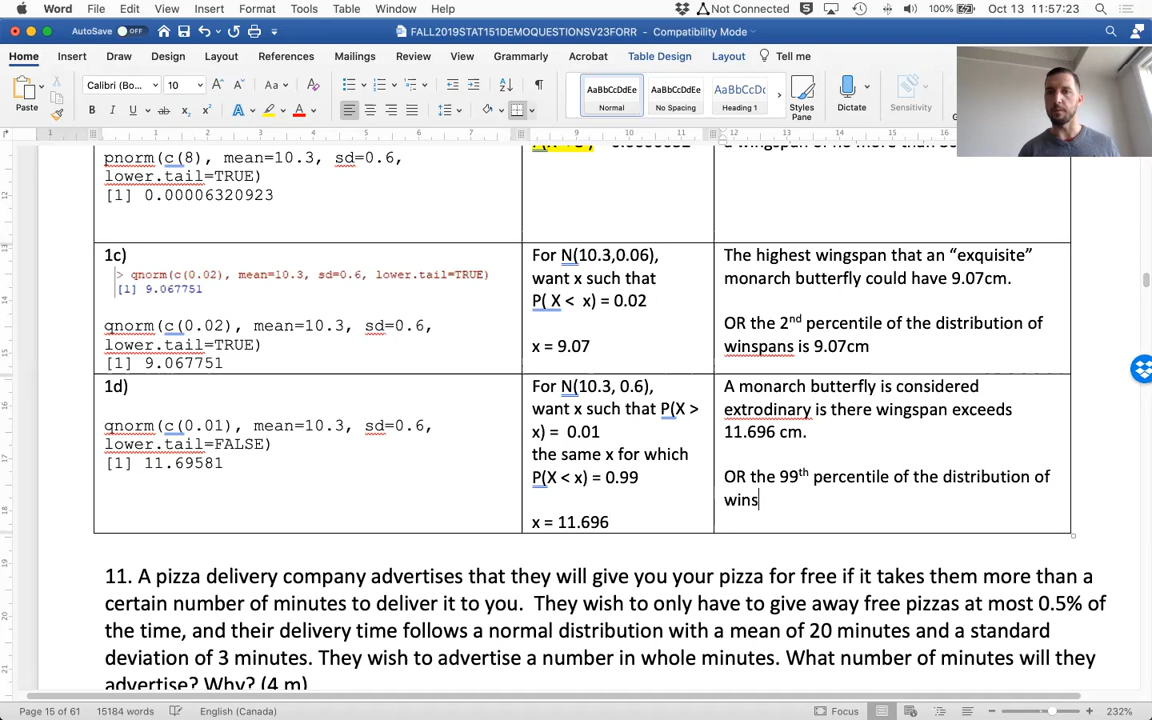 Word File Edit View Insert Format Tools Table Window Help Not Connected 100% Oct 13 11:57:23
AutoSave OFF FALL2019STAT151DEMOQUESTIONSV23FORR - Compatibility Mode
Home Insert Draw Design Layout References Mailings Review View Acrobat Table Design Layout Tell me
Paste Calibri (Bo... 10 A A Aa A AaBbCcDdEe AaBbCcDdEe AaBbCcDc
B I U ab X2 X2 A A Normal No Spacing Heading 1 Styles Pane Dictate Sensitivity
pnorm(c(8), mean=10.3, sd=0.6,
lower.tail=TRUE)
[1] 0.00006320923
1c)
> qnorm(c(0.02), mean=10.3, sd=0.6, lower.tail=TRUE)
[1] 9.067751
qnorm(c(0.02), mean=10.3, sd=0.6,
lower.tail=TRUE)
[1] 9.067751
For N(10.3,0.06),
want x such that
P( X < x) = 0.02
x = 9.07
The highest wingspan that an “exquisite”
monarch butterfly could have 9.07cm.
OR the 2nd percentile of the distribution of
winspans is 9.07cm
1d)
qnorm(c(0.01), mean=10.3, sd=0.6,
lower.tail=FALSE)
[1] 11.69581
For N(10.3, 0.6),
want x such that P(X >
x) = 0.01
the same x for which
P(X < x) = 0.99
x = 11.696
A monarch butterfly is considered
extrodinary is there wingspan exceeds
11.696 cm.
OR the 99th percentile of the distribution of
wins
11. A pizza delivery company advertises that they will give you your pizza for free if it takes them more than a
certain number of minutes to deliver it to you. They wish to only have to give away free pizzas at most 0.5% of
the time, and their delivery time follows a normal distribution with a mean of 20 minutes and a standard
deviation of 3 minutes. They wish to advertise a number in whole minutes. What number of minutes will they
advertise? Why? (4 m)
Page 15 of 61 15184 words English (Canada) Focus 232%